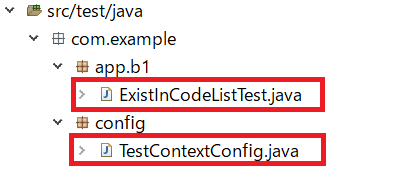 src/test/java
com.example
app.b1
ExistInCodeListTest.java
config
TestContextConfig.java